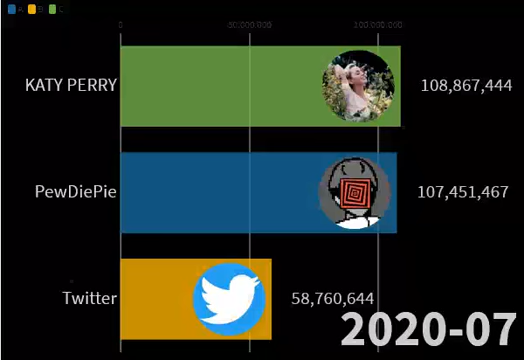 A B C
0 50,000,000 100,000,000
KATY PERRY 108,867,444
PewDiePie 107,451,467
Twitter 58,760,644
2020-07